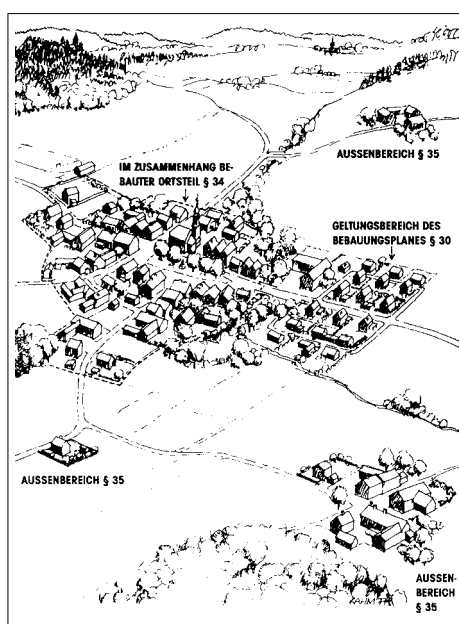 AUSSENBEREICH § 35
IM ZUSAMMENHANG BE-
BAUTER ORTSTEIL § 34
GELTUNGSBEREICH DES
BEBAUUNGSPLANES § 30
AUSSENBEREICH § 35
AUSSEN-
BEREICH
§ 35